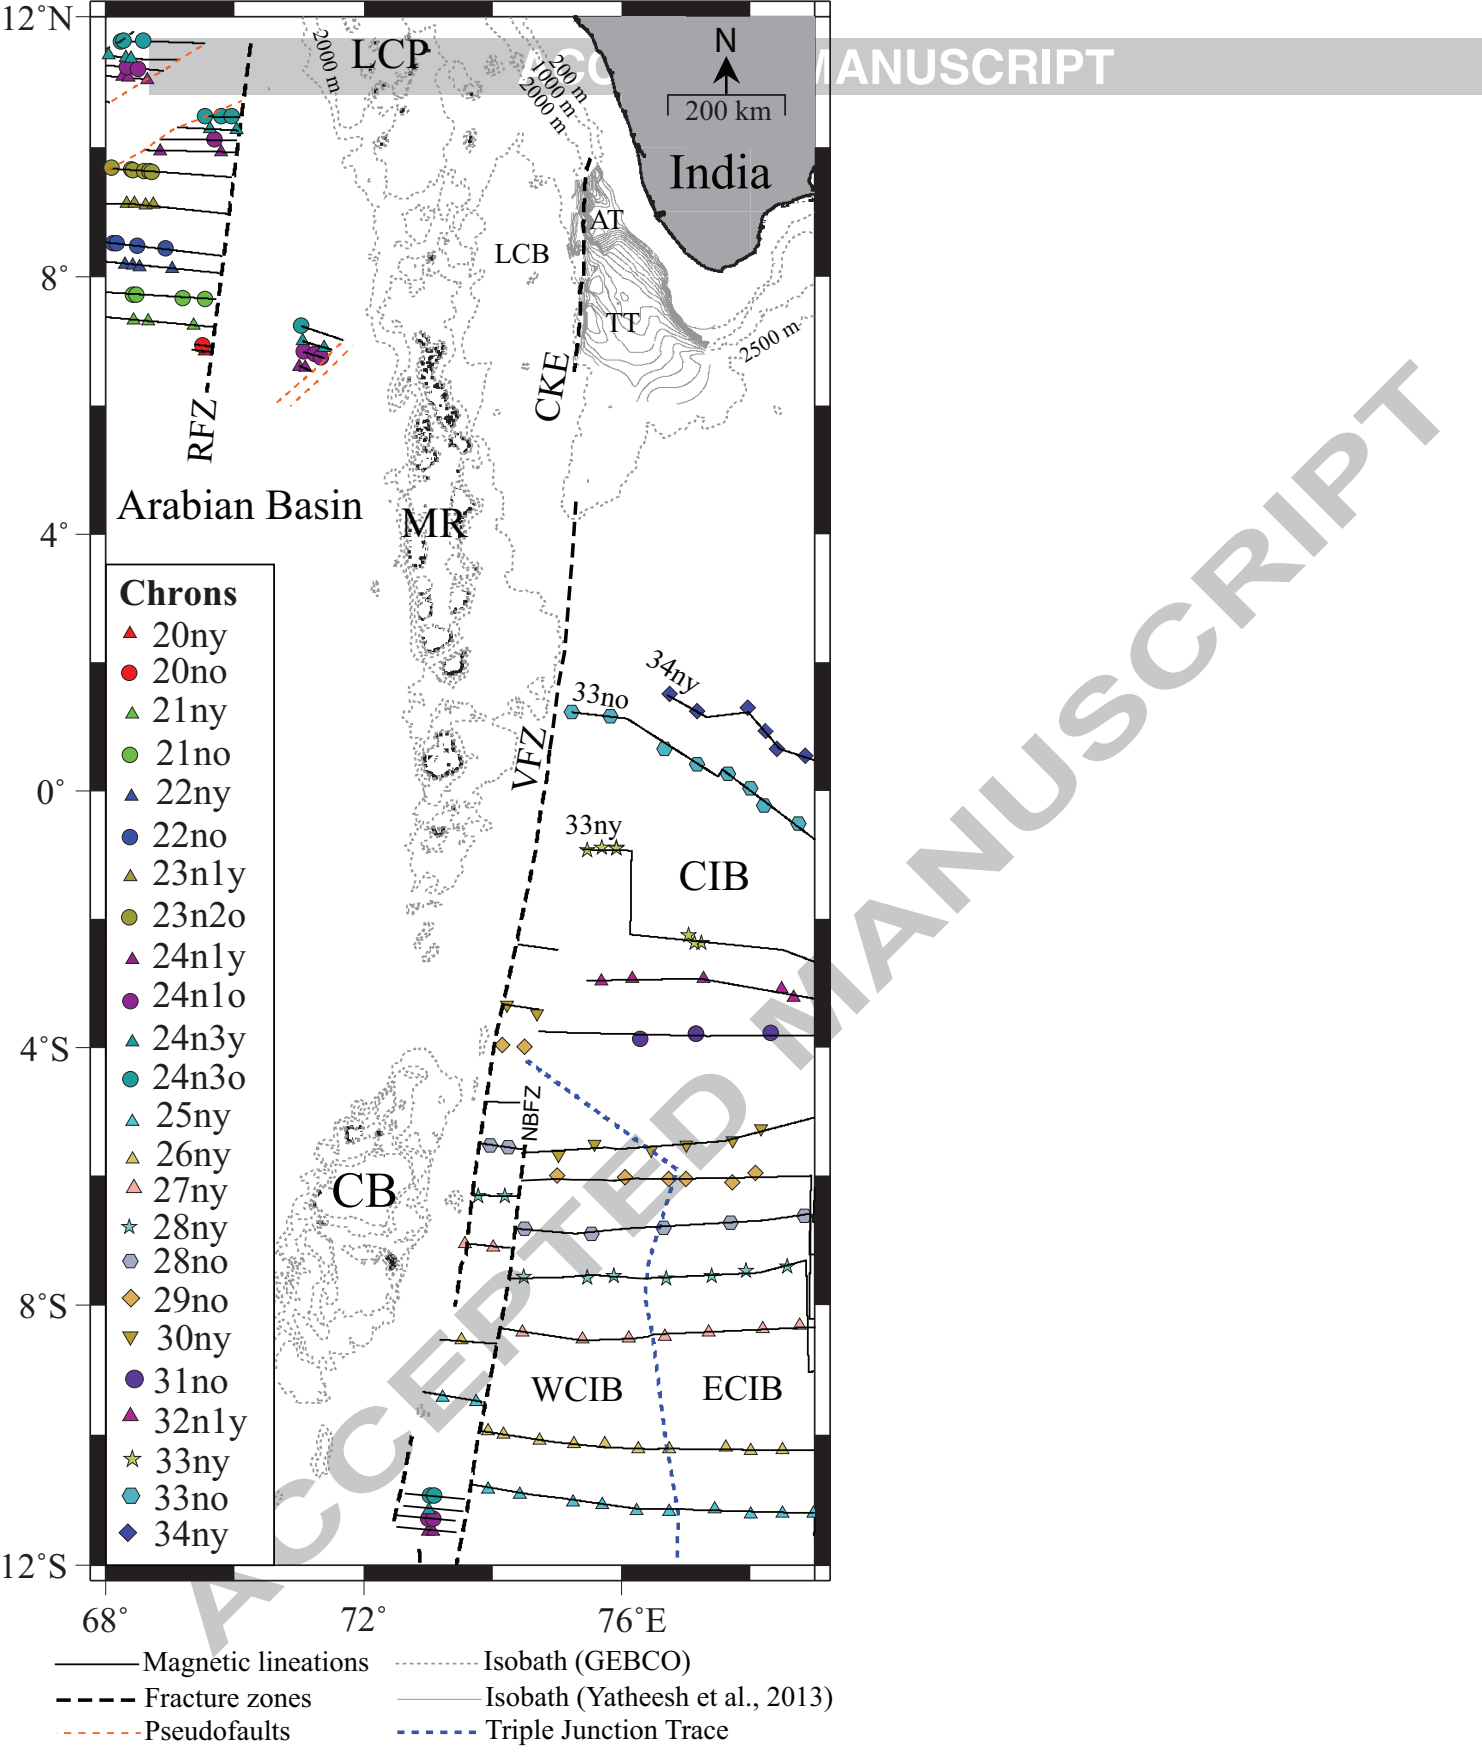 ACCEPTED MANUSCRIPT
12˚N
8˚
4˚
0˚
4˚S
8˚S
12˚S
68˚
72˚
76˚E
LCP
2000 m
200 m
1000 m
2000 m
N
200 km
India
AT
LCB
TT
2500 m
CKE
RFZ
Arabian Basin
MR
34ny
33no
VFZ
33ny
CIB
NBFZ
CB
WCIB
ECIB
Chrons
20ny
20no
21ny
21no
22ny
22no
23n1y
23n2o
24n1y
24n1o
24n3y
24n3o
25ny
26ny
27ny
28ny
28no
29no
30ny
31no
32n1y
33ny
33no
34ny
Magnetic lineations
Fracture zones
Pseudofaults
Isobath (GEBCO)
Isobath (Yatheesh et al., 2013)
Triple Junction Trace
ACCEPTED MANUSCRIPT